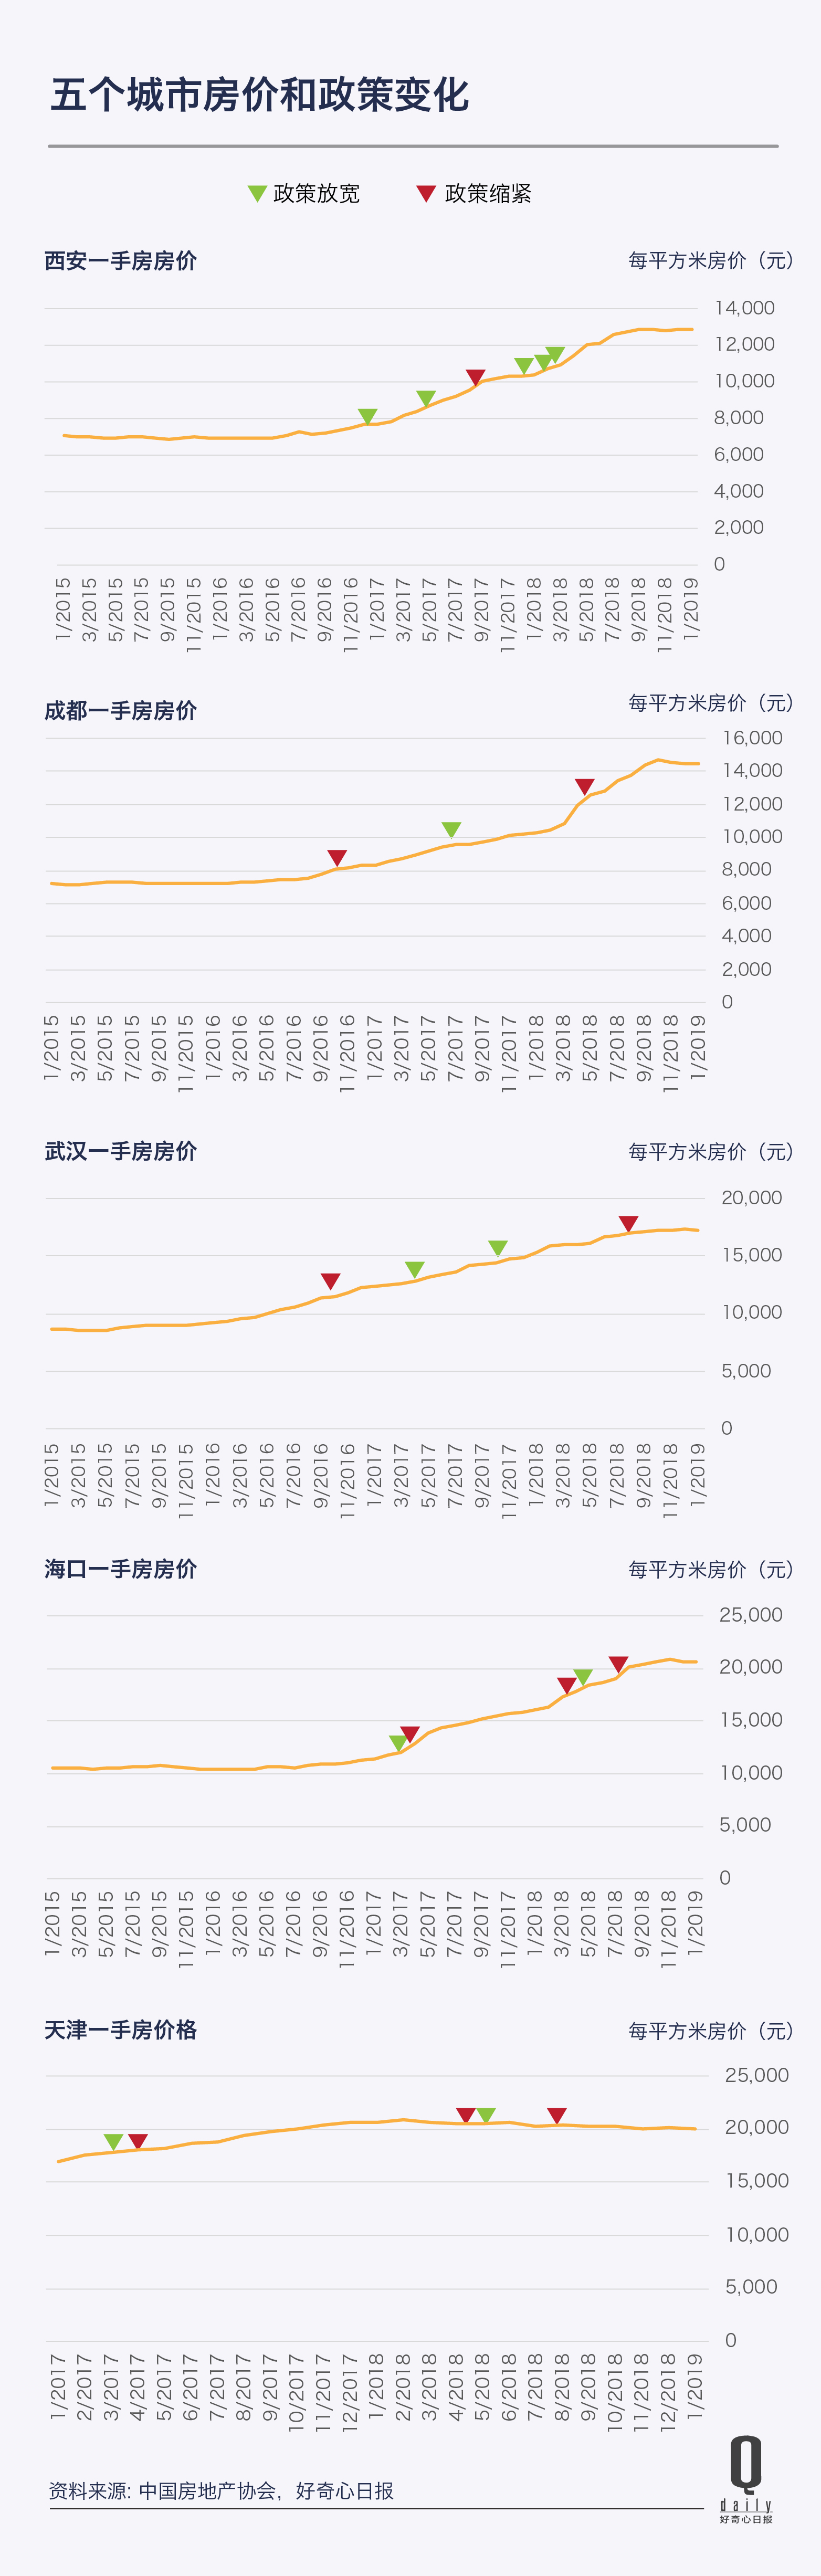 五个城市房价和政策变化
政策放宽 政策缩紧
西安一手房房价 每平方米房价（元）
14,000
12,000
10,000
8,000
6,000
4,000
2,000
0
1/2015 3/2015 5/2015 7/2015 9/2015 11/2015 1/2016 3/2016 5/2016 7/2016 9/2016 11/2016 1/2017 3/2017 5/2017 7/2017 9/2017 11/2017 1/2018 3/2018 5/2018 7/2018 9/2018 11/2018 1/2019
成都一手房房价 每平方米房价（元）
16,000
14,000
12,000
10,000
8,000
6,000
4,000
2,000
0
1/2015 3/2015 5/2015 7/2015 9/2015 11/2015 1/2016 3/2016 5/2016 7/2016 9/2016 11/2016 1/2017 3/2017 5/2017 7/2017 9/2017 11/2017 1/2018 3/2018 5/2018 7/2018 9/2018 11/2018 1/2019
武汉一手房房价 每平方米房价（元）
20,000
15,000
10,000
5,000
0
1/2015 3/2015 5/2015 7/2015 9/2015 11/2015 1/2016 3/2016 5/2016 7/2016 9/2016 11/2016 1/2017 3/2017 5/2017 7/2017 9/2017 11/2017 1/2018 3/2018 5/2018 7/2018 9/2018 11/2018 1/2019
海口一手房房价 每平方米房价（元）
25,000
20,000
15,000
10,000
5,000
0
1/2015 3/2015 5/2015 7/2015 9/2015 11/2015 1/2016 3/2016 5/2016 7/2016 9/2016 11/2016 1/2017 3/2017 5/2017 7/2017 9/2017 11/2017 1/2018 3/2018 5/2018 7/2018 9/2018 11/2018 1/2019
天津一手房价格 每平方米房价（元）
25,000
20,000
15,000
10,000
5,000
0
1/2017 2/2017 3/2017 4/2017 5/2017 6/2017 7/2017 8/2017 9/2017 10/2017 11/2017 12/2017 1/2018 2/2018 3/2018 4/2018 5/2018 6/2018 7/2018 8/2018 9/2018 10/2018 11/2018 12/2018 1/2019
资料来源: 中国房地产协会，好奇心日报
Q
daily
好奇心日报